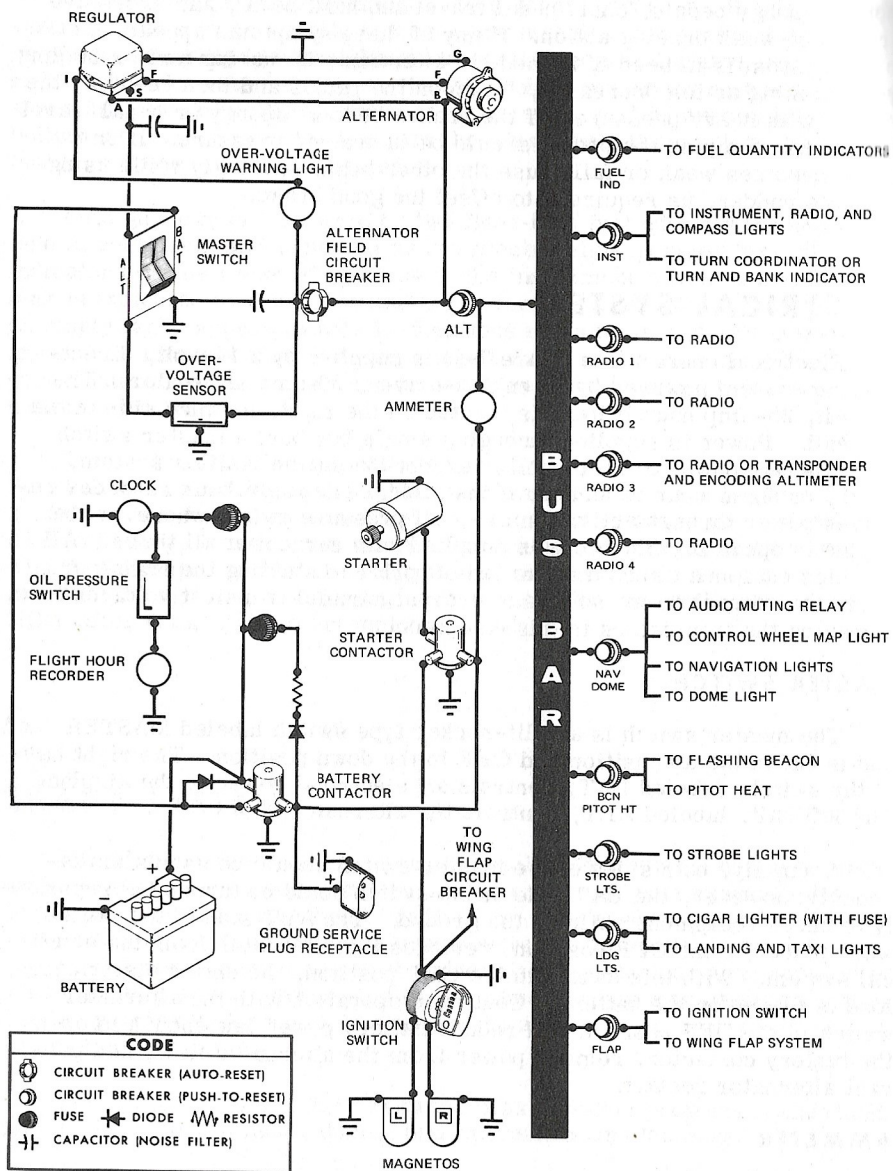 REGULATOR
I
F
A
S
G
F
B
ALTERNATOR
OVER-VOLTAGE
WARNING LIGHT
FUEL
IND
TO FUEL QUANTITY INDICATORS
ALT
BAT
MASTER
SWITCH
ALTERNATOR
FIELD
CIRCUIT
BREAKER
ALT
INST
TO INSTRUMENT, RADIO, AND
COMPASS LIGHTS
TO TURN COORDINATOR OR
TURN AND BANK INDICATOR
OVER-
VOLTAGE
SENSOR
AMMETER
RADIO 1
TO RADIO
RADIO 2
TO RADIO
RADIO 3
TO RADIO OR TRANSPONDER
AND ENCODING ALTIMETER
RADIO 4
TO RADIO
BUS BAR
CLOCK
STARTER
OIL PRESSURE
SWITCH
STARTER
CONTACTOR
FLIGHT HOUR
RECORDER
NAV
DOME
TO AUDIO MUTING RELAY
TO CONTROL WHEEL MAP LIGHT
TO NAVIGATION LIGHTS
TO DOME LIGHT
BATTERY
CONTACTOR
BCN
PITOT HT
TO FLASHING BEACON
TO PITOT HEAT
TO
WING
FLAP
CIRCUIT
BREAKER
STROBE
LTS.
TO STROBE LIGHTS
+
−
−
+
GROUND SERVICE
PLUG RECEPTACLE
LDG
LTS.
TO CIGAR LIGHTER (WITH FUSE)
TO LANDING AND TAXI LIGHTS
BATTERY
IGNITION
SWITCH
FLAP
TO IGNITION SWITCH
TO WING FLAP SYSTEM
L
R
MAGNETOS
CODE
CIRCUIT BREAKER (AUTO-RESET)
CIRCUIT BREAKER (PUSH-TO-RESET)
FUSE DIODE RESISTOR
CAPACITOR (NOISE FILTER)